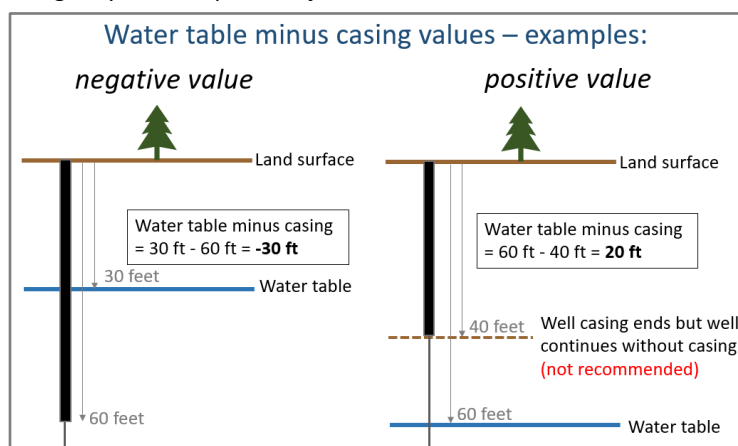 Water table minus casing values – examples:
negative value
positive value
Land surface
Land surface
Water table minus casing
= 30 ft - 60 ft = -30 ft
Water table minus casing
= 60 ft - 40 ft = 20 ft
30 feet
Water table
40 feet
Well casing ends but well
continues without casing
(not recommended)
60 feet
60 feet
Water table